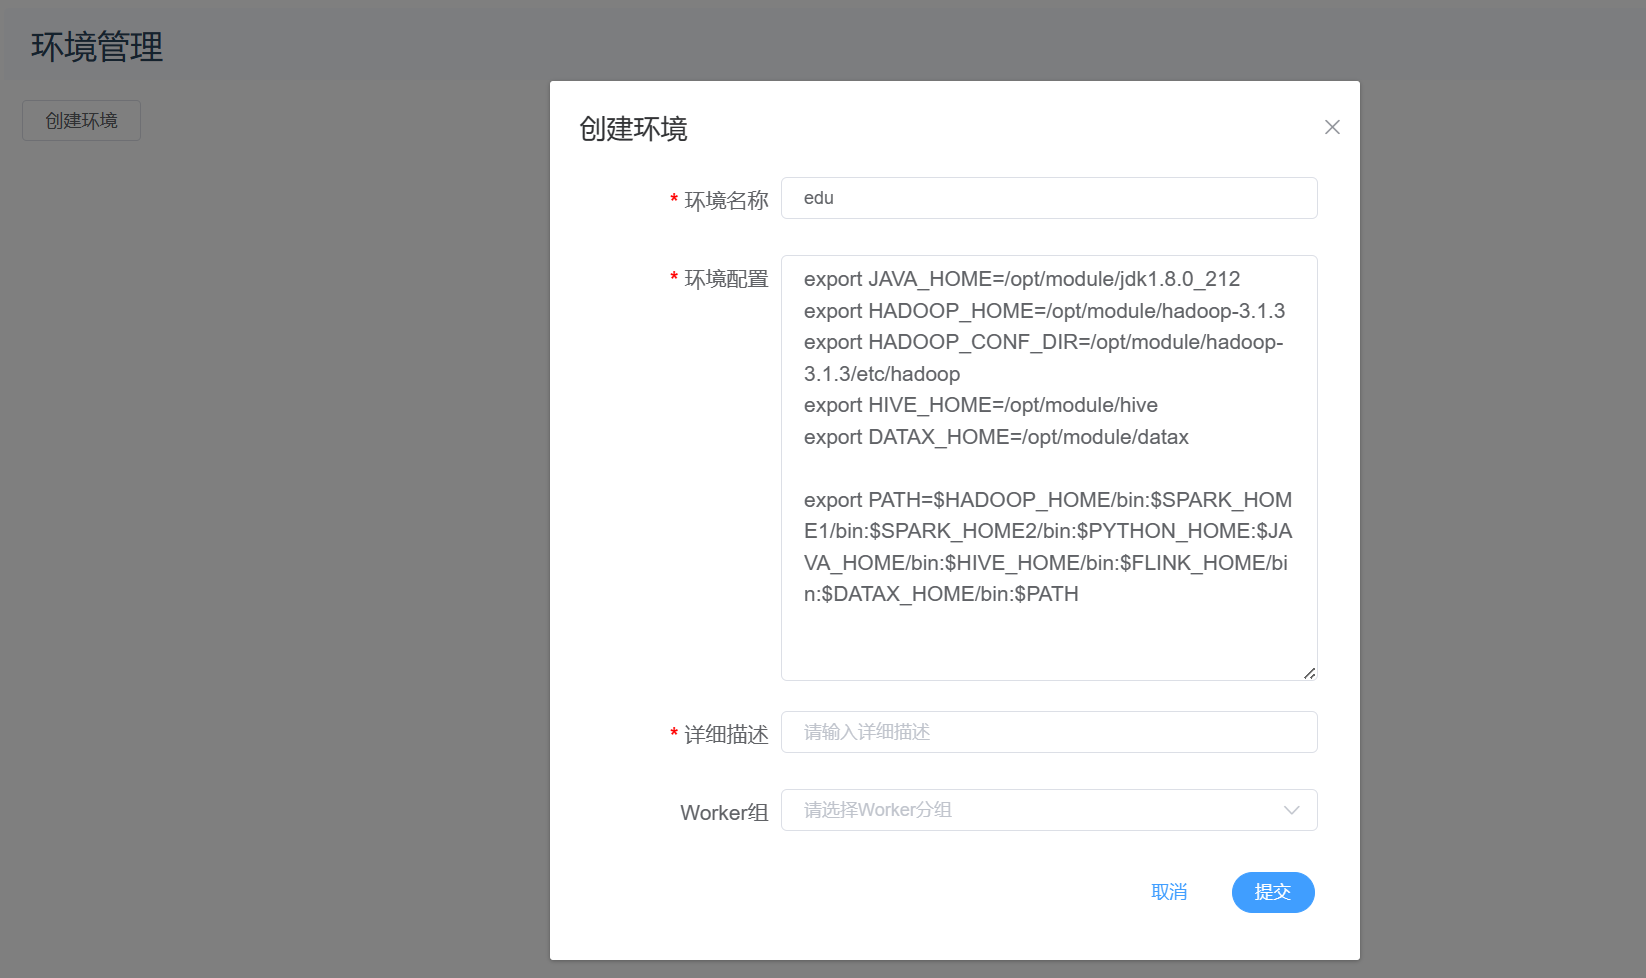 环境管理
创建环境
创建环境
* 环境名称
edu
* 环境配置
export JAVA_HOME=/opt/module/jdk1.8.0_212
export HADOOP_HOME=/opt/module/hadoop-3.1.3
export HADOOP_CONF_DIR=/opt/module/hadoop-
3.1.3/etc/hadoop
export HIVE_HOME=/opt/module/hive
export DATAX_HOME=/opt/module/datax
export PATH=$HADOOP_HOME/bin:$SPARK_HOM
E1/bin:$SPARK_HOME2/bin:$PYTHON_HOME:$JA
VA_HOME/bin:$HIVE_HOME/bin:$FLINK_HOME/bi
n:$DATAX_HOME/bin:$PATH
* 详细描述
请输入详细描述
Worker组
请选择Worker分组
取消
提交